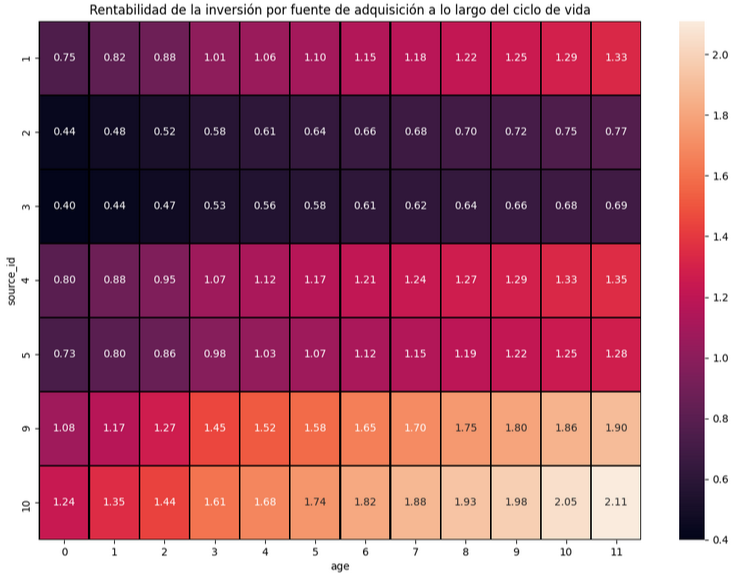 Rentabilidad de la inversión por fuente de adquisición a lo largo del ciclo de vida
1 0.75 0.82 0.88 1.01 1.06 1.10 1.15 1.18 1.22 1.25 1.29 1.33
2 0.44 0.48 0.52 0.58 0.61 0.64 0.66 0.68 0.70 0.72 0.75 0.77
3 0.40 0.44 0.47 0.53 0.56 0.58 0.61 0.62 0.64 0.66 0.68 0.69
4 0.80 0.88 0.95 1.07 1.12 1.17 1.21 1.24 1.27 1.29 1.33 1.35
5 0.73 0.80 0.86 0.98 1.03 1.07 1.12 1.15 1.19 1.22 1.25 1.28
9 1.08 1.17 1.27 1.45 1.52 1.58 1.65 1.70 1.75 1.80 1.86 1.90
10 1.24 1.35 1.44 1.61 1.68 1.74 1.82 1.88 1.93 1.98 2.05 2.11
0 1 2 3 4 5 6 7 8 9 10 11
age
source_id
2.0
1.8
1.6
1.4
1.2
1.0
0.8
0.6
0.4